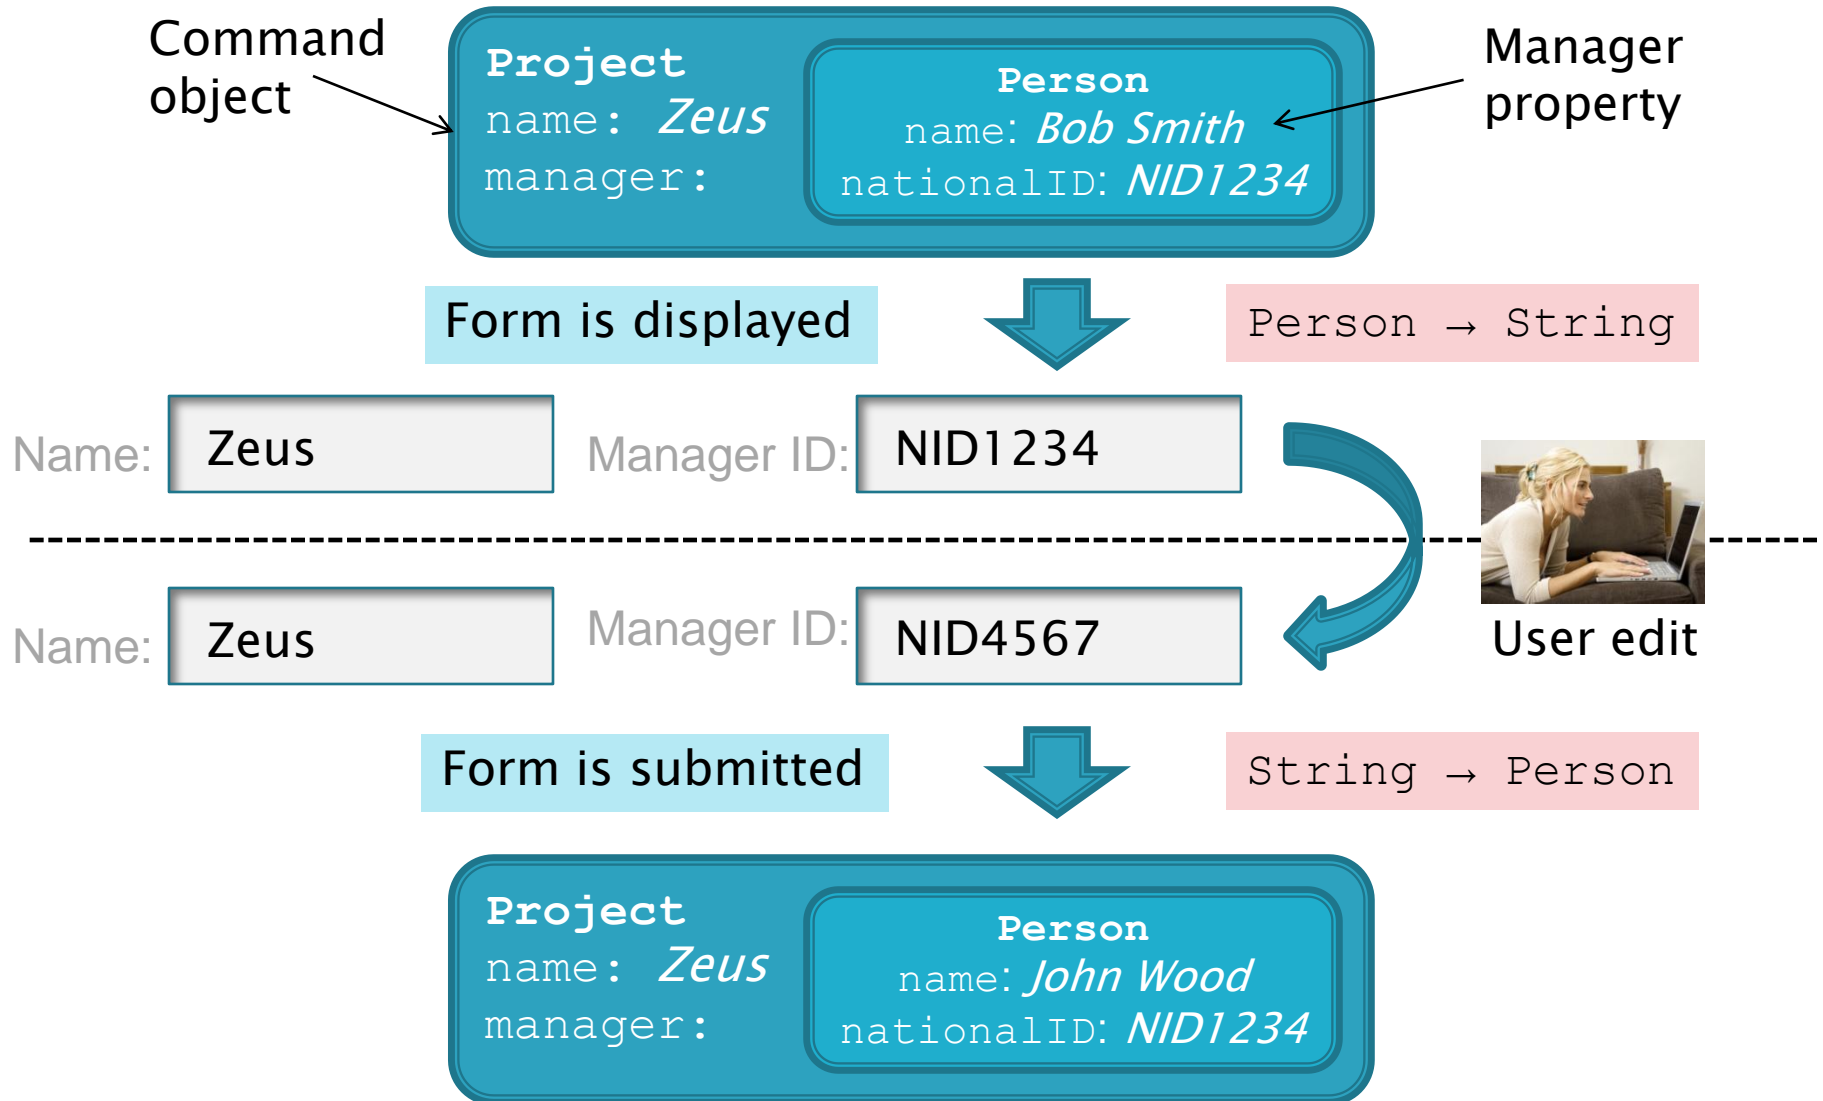 Command
object
Project
name: Zeus
manager:
Person
name: Bob Smith
nationalID: NID1234
Manager
property
Form is displayed
Person → String
Name:
Zeus
Manager ID:
NID1234
Name:
Zeus
Manager ID:
NID4567
User edit
Form is submitted
String → Person
Project
name: Zeus
manager:
Person
name: John Wood
nationalID: NID1234